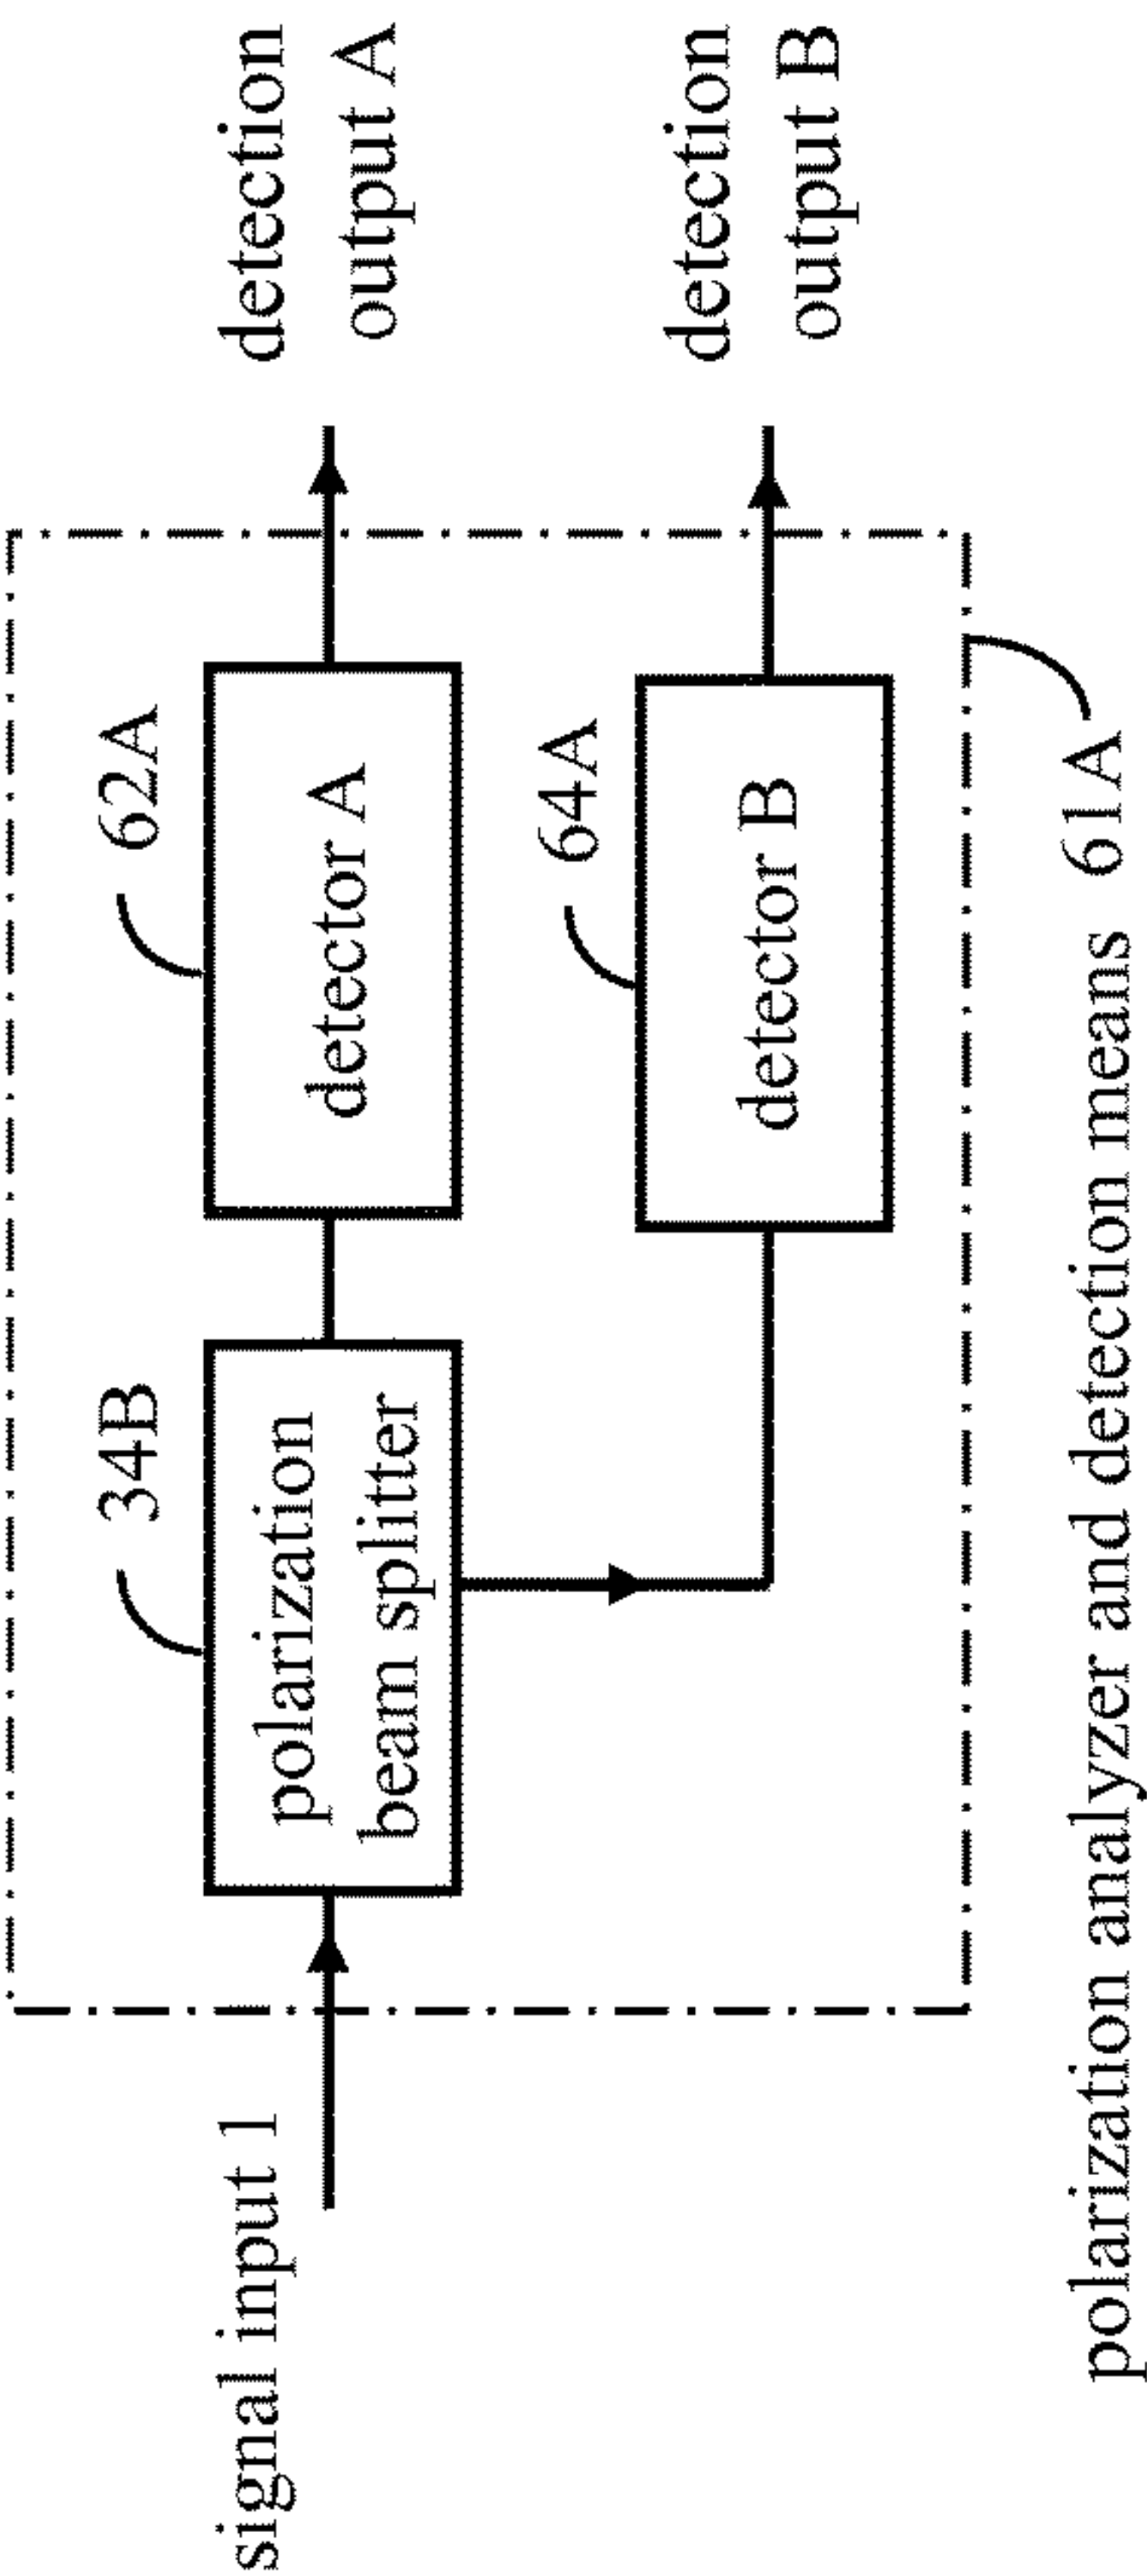 signal input 1
34B
polarization
beam splitter
62A
detector A
detection
output A
64A
detector B
detection
output B
polarization analyzer and detection means 61A